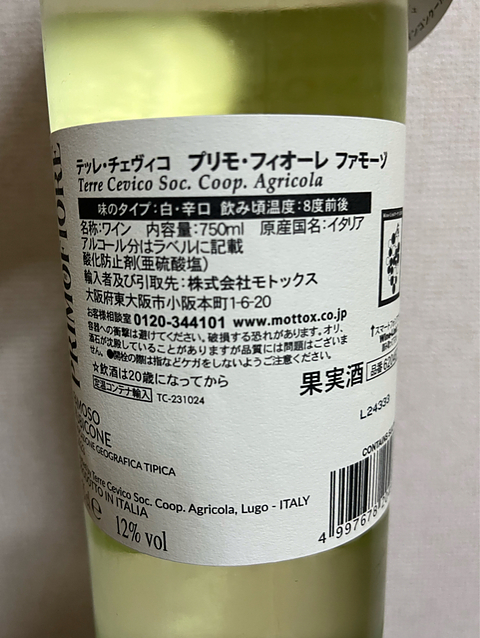 テッレ・チェヴィコ プリモ・フィオーレ ファモーゾ
Terre Cevico Soc. Coop. Agricola
味のタイプ:白・辛口 飲み頃温度:8度前後
名称:ワイン 内容量:750ml 原産国名:イタリア
アルコール分はラベルに記載
酸化防止剤(亜硫酸塩)
輸入者及び引取先:株式会社モトックス
大阪府東大阪市小阪本町1-6-20
お客様相談室 0120-344101 www.mottox.co.jp
容器への衝撃は避けてください。破損する恐れがあります。オリ、
酒石が沈殿していることがありますが品質には問題はございま
せん。●開栓の際は指などケガをしないようご注意ください。
☆飲酒は20歳になってから
定温コンテナ輸入 TC-231024
果実酒
L24330
PRIMOFIORE
GEOGRAFICA TIPICA
Terre Cevico Soc. Coop. Agricola, Lugo - ITALY
IN ITALIA
e 12% vol
CONTAINS
4 997678